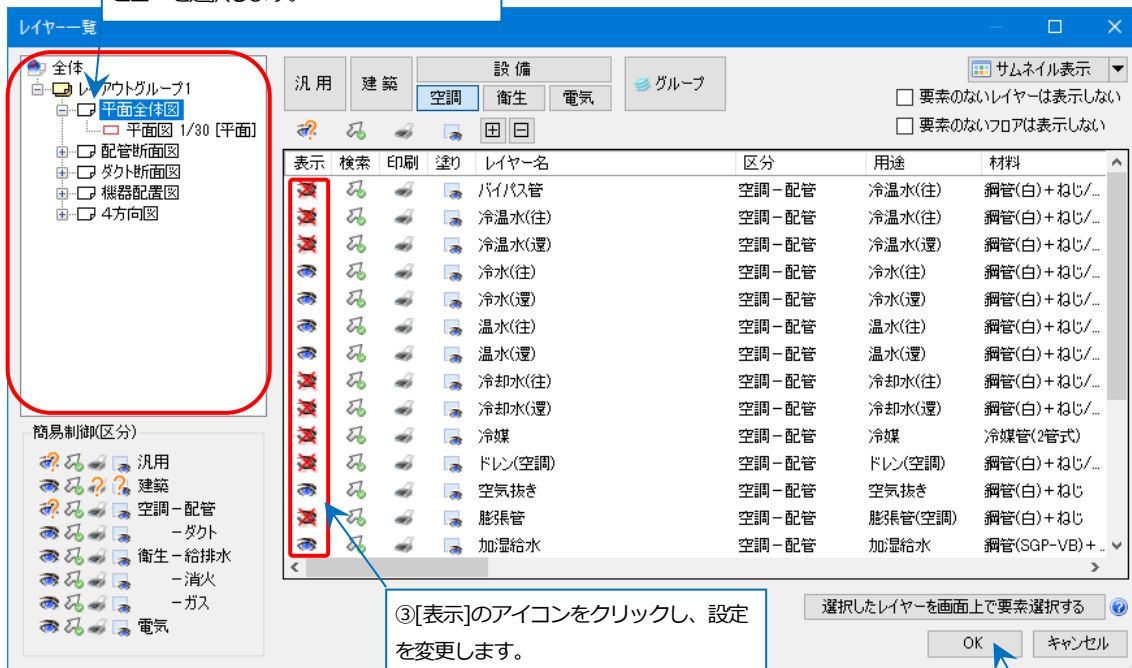 レイヤー一覧
全体
レイアウトグループ1
平面全体図
平面図 1/30 [平面]
配管断面図
ダクト断面図
機器配置図
4方向図
簡易制御(区分)
汎用
建築
空調－配管
－ダクト
衛生－給排水
－消火
－ガス
電気
汎用 建築 設備 グループ サムネイル表示
空調 衛生 電気
要素のないレイヤーは表示しない
要素のないフロアは表示しない
表示 検索 印刷 塗り レイヤー名 区分 用途 材料
バイパス管 空調－配管 冷温水(往) 鋼管(白)+ねじ/...
冷温水(往) 空調－配管 冷温水(往) 鋼管(白)+ねじ/...
冷温水(還) 空調－配管 冷温水(還) 鋼管(白)+ねじ/...
冷水(往) 空調－配管 冷水(往) 鋼管(白)+ねじ/...
冷水(還) 空調－配管 冷水(還) 鋼管(白)+ねじ/...
温水(往) 空調－配管 温水(往) 鋼管(白)+ねじ/...
温水(還) 空調－配管 温水(還) 鋼管(白)+ねじ/...
冷却水(往) 空調－配管 冷却水(往) 鋼管(白)+ねじ/...
冷却水(還) 空調－配管 冷却水(還) 鋼管(白)+ねじ/...
冷媒 空調－配管 冷媒 冷媒管(2管式)
ドレン(空調) 空調－配管 ドレン(空調) 鋼管(白)+ねじ/...
空気抜き 空調－配管 空気抜き 鋼管(白)+ねじ
膨張管 空調－配管 膨張管(空調) 鋼管(白)+ねじ
加湿給水 空調－配管 加湿給水 鋼管(SGP-VB)+..
③[表示]のアイコンをクリックし、設定
を変更します。
選択したレイヤーを画面上で要素選択する
OK キャンセル